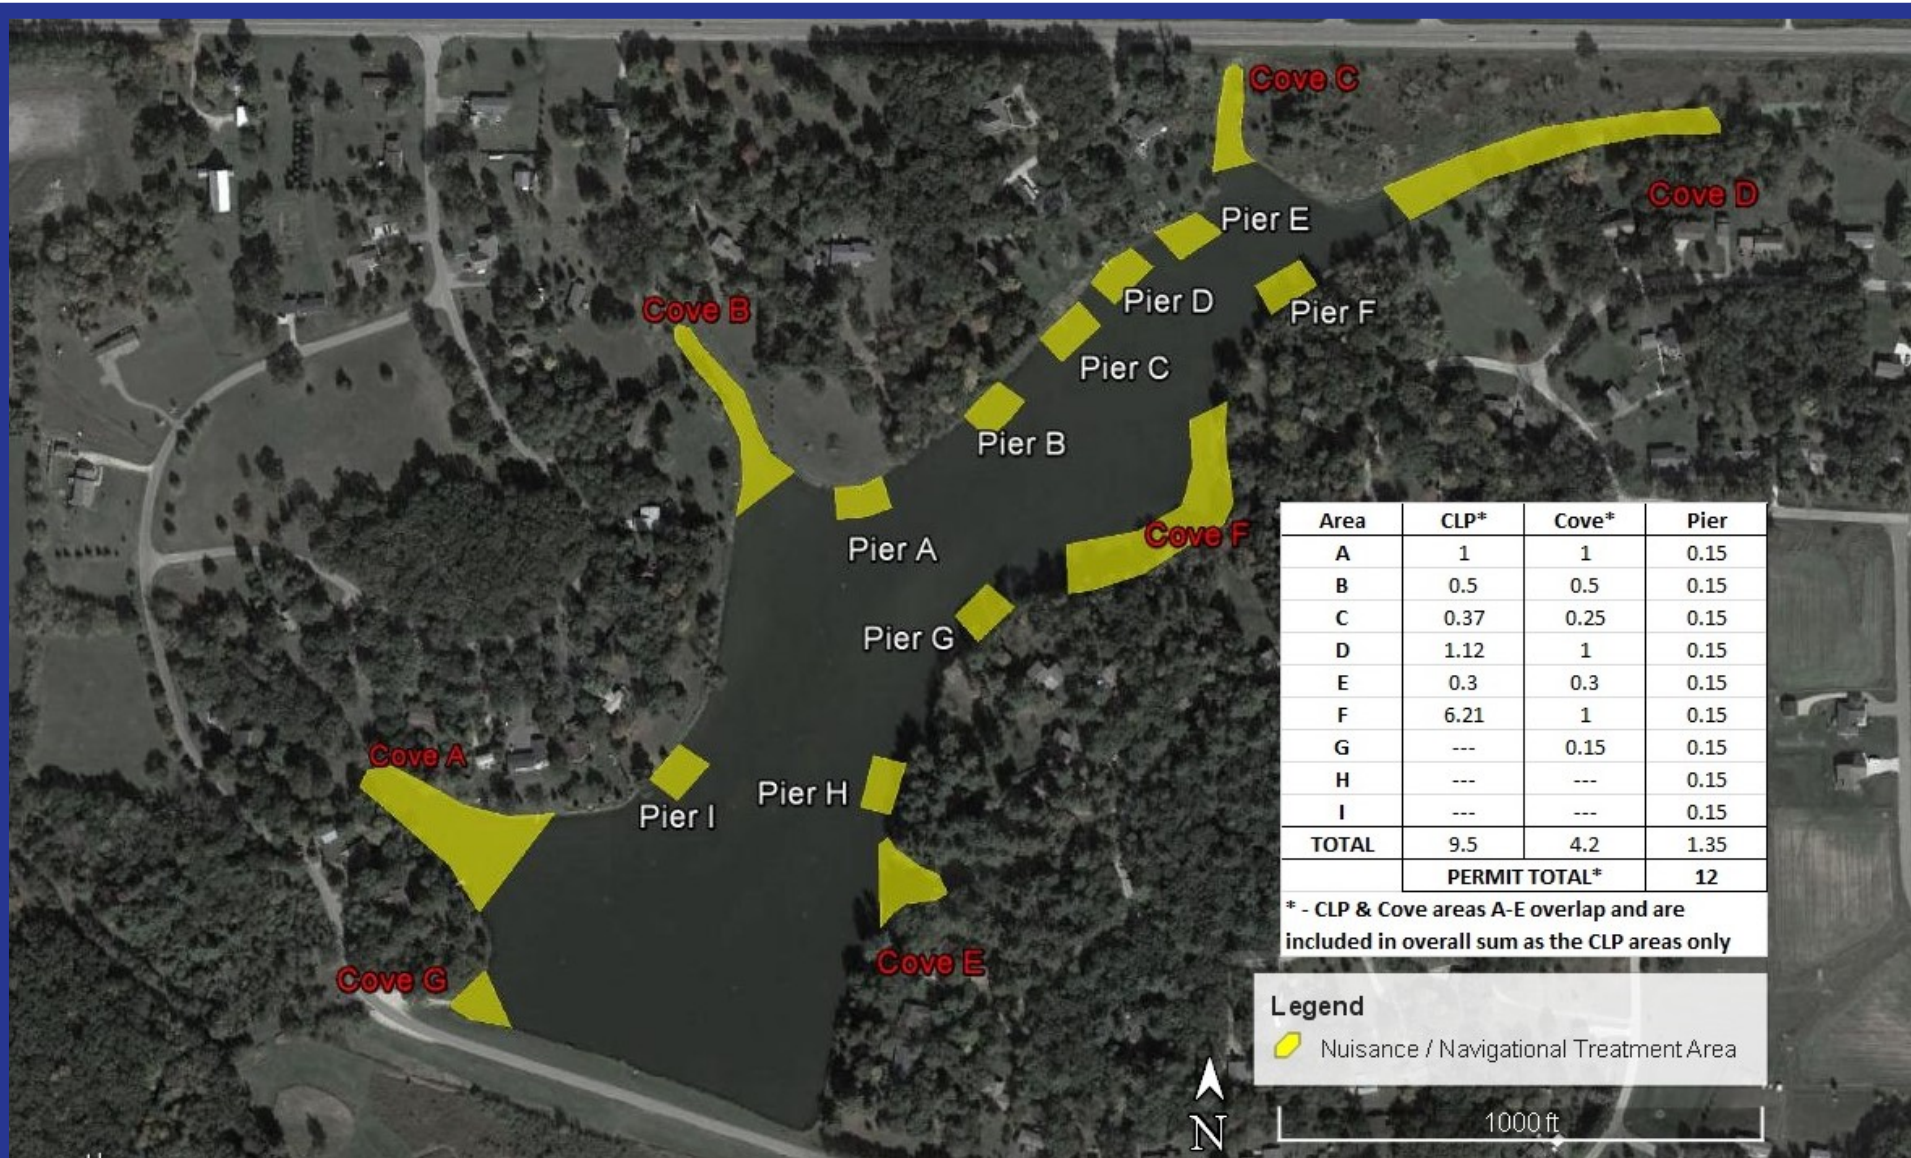 Cove C
Cove D
Pier E
Pier D
Pier F
Cove B
Pier C
Pier B
Cove F
Pier A
Pier G
Cove A
Pier H
Pier I
Cove E
Cove G
Area CLP* Cove* Pier
A 1 1 0.15
B 0.5 0.5 0.15
C 0.37 0.25 0.15
D 1.12 1 0.15
E 0.3 0.3 0.15
F 6.21 1 0.15
G --- 0.15 0.15
H --- --- 0.15
I --- --- 0.15
TOTAL 9.5 4.2 1.35
PERMIT TOTAL* 12
* - CLP & Cove areas A-E overlap and are
included in overall sum as the CLP areas only
Legend
Nuisance / Navigational Treatment Area
N
1000 ft